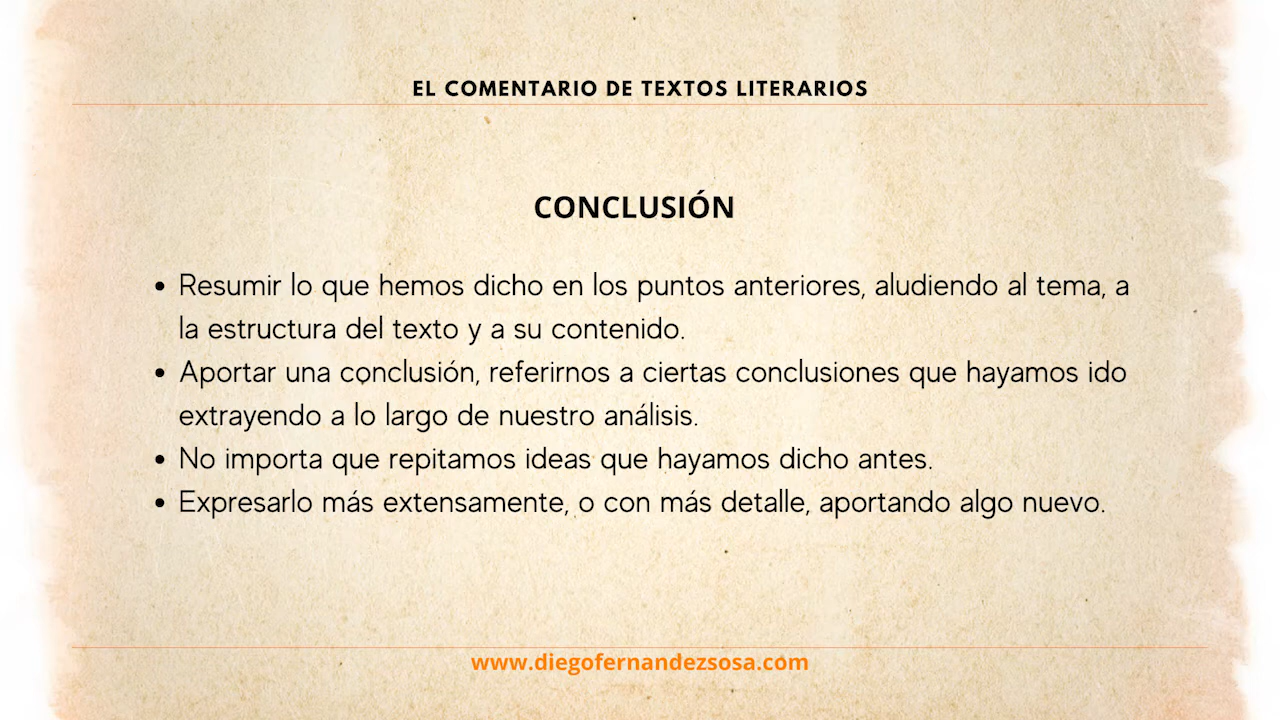 EL COMENTARIO DE TEXTOS LITERARIOS
CONCLUSIÓN
• Resumir lo que hemos dicho en los puntos anteriores, aludiendo al tema, a
la estructura del texto y a su contenido.
• Aportar una conclusión, referirnos a ciertas conclusiones que hayamos ido
extrayendo a lo largo de nuestro análisis.
• No importa que repitamos ideas que hayamos dicho antes.
• Expresarlo más extensamente, o con más detalle, aportando algo nuevo.
www.diegofernandezsosa.com